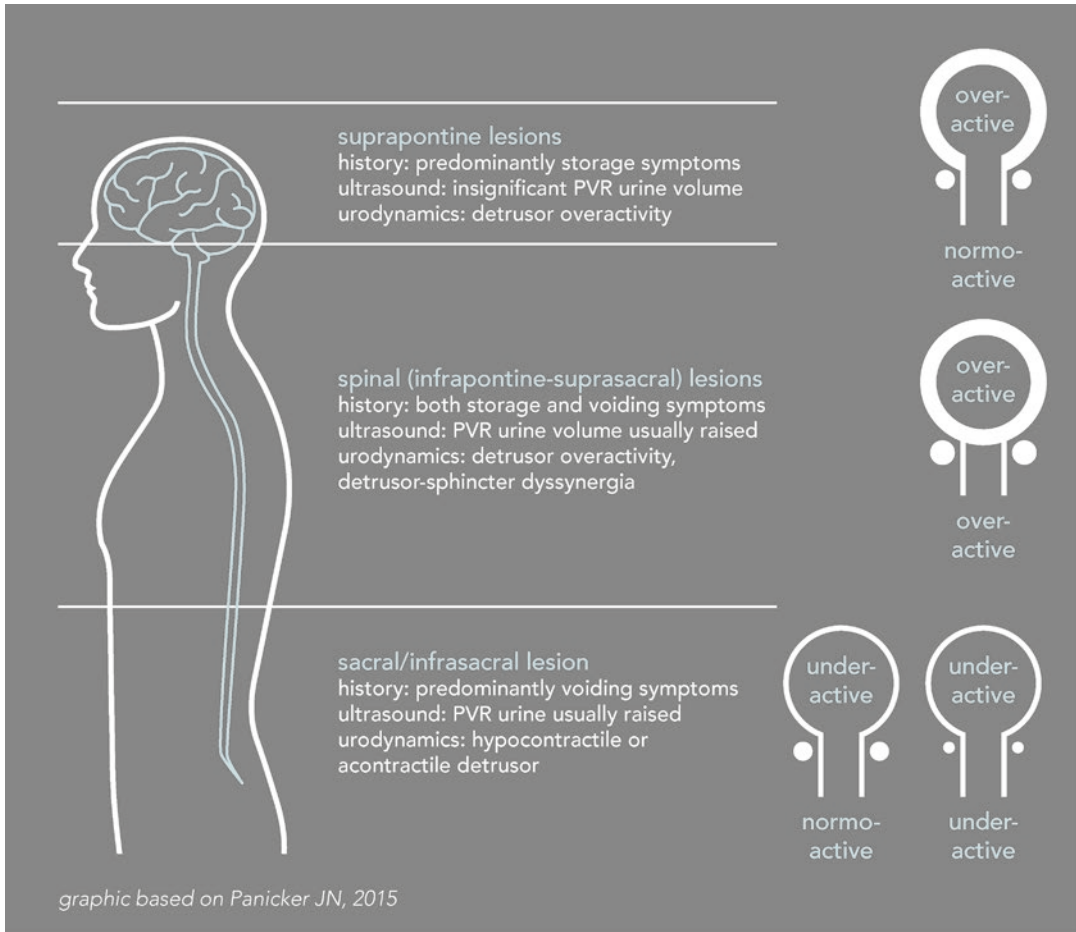 suprapontine lesions
history: predominantly storage symptoms
ultrasound: insignificant PVR urine volume
urodynamics: detrusor overactivity
over-
active
normo-
active
spinal (infrapontine-suprasacral) lesions
history: both storage and voiding symptoms
ultrasound: PVR urine volume usually raised
urodynamics: detrusor overactivity,
detrusor-sphincter dyssynergia
over-
active
over-
active
sacral/infrasacral lesion
history: predominantly voiding symptoms
ultrasound: PVR urine usually raised
urodynamics: hypocontractile or
acontractile detrusor
under-
active
normo-
active
under-
active
under-
active
graphic based on Panicker JN, 2015